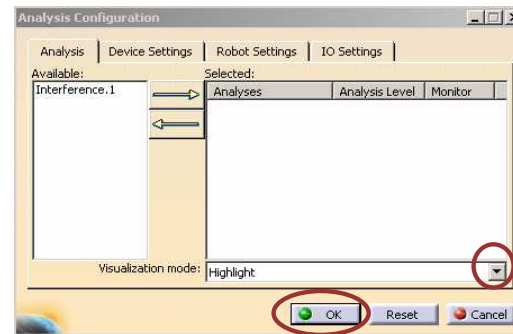 Analysis Configuration
Analysis Device Settings Robot Settings IO Settings
Available: Selected:
Interference.1 Analyses Analysis Level Monitor
Visualization mode: Highlight
OK Reset Cancel